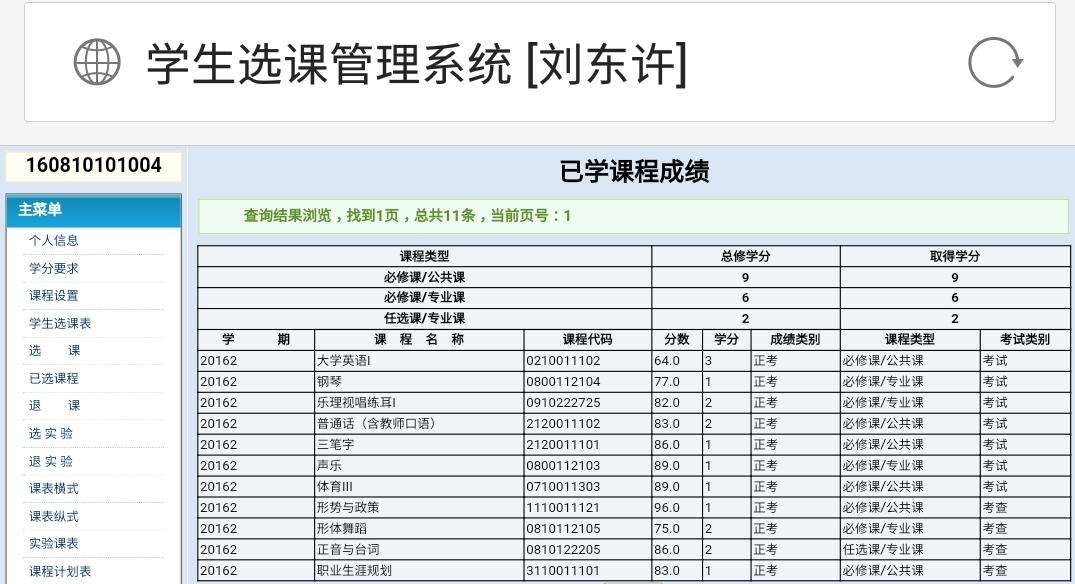 学生选课管理系统 [刘东许]
160810101004
主菜单
个人信息
学分要求
课程设置
学生选课表
选 课
已选课程
退 课
选 实 验
退 实 验
课表横式
课表纵式
实验课表
课程计划表
已学课程成绩
查询结果浏览，找到1页，总共11条，当前页号：1
课程类型 总修学分 取得学分
必修课/公共课 9 9
必修课/专业课 6 6
任选课/专业课 2 2
学 期 课 程 名 称 课程代码 分数 学分 成绩类别 课程类型 考试类别
20162 大学英语I 0210011102 64.0 3 正考 必修课/公共课 考试
20162 钢琴 0800112104 77.0 1 正考 必修课/专业课 考试
20162 乐理视唱练耳I 0910222725 82.0 2 正考 必修课/专业课 考试
20162 普通话（含教师口语） 2120011102 83.0 2 正考 必修课/公共课 考试
20162 三笔字 2120011101 86.0 1 正考 必修课/公共课 考试
20162 声乐 0800112103 89.0 1 正考 必修课/专业课 考试
20162 体育III 0710011303 89.0 1 正考 必修课/公共课 考试
20162 形势与政策 1110011121 96.0 1 正考 必修课/公共课 考查
20162 形体舞蹈 0810112105 75.0 2 正考 必修课/专业课 考查
20162 正音与台词 0810122205 86.0 2 正考 任选课/专业课 考查
20162 职业生涯规划 3110011101 83.0 1 正考 必修课/公共课 考查